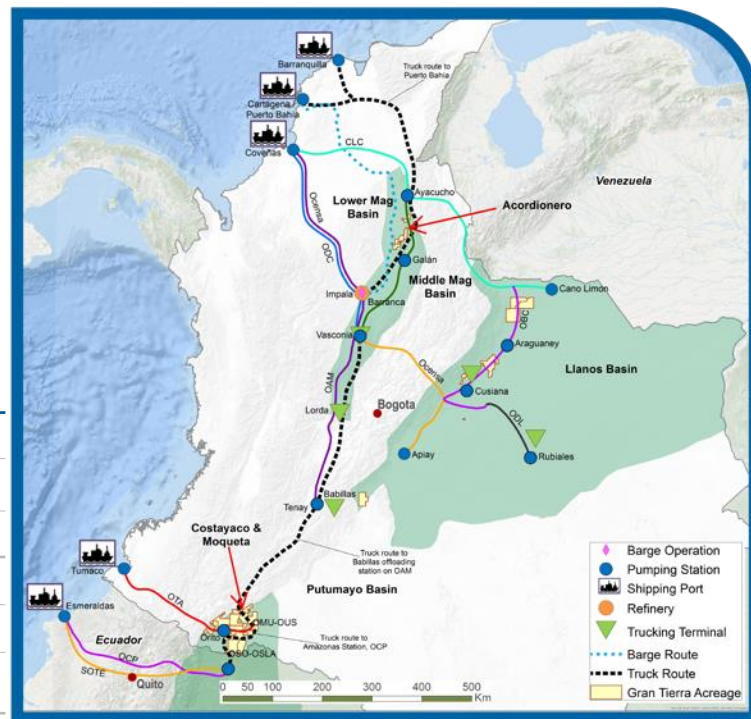 Barranquilla
Truck route to
Puerto Bahía
Cartagena
Puerto Bahía
Coveñas
CLC
Venezuela
Ayacucho
Lower Mag
Basin
Acordionero
Ocensa
ODC
Galán
Middle Mag
Basin
Impala
Barranca
Cano Limon
OBC
Vasconia
Araguaney
Ocensa
Llanos Basin
OAM
Cusiana
Lorda
Bogota
ODL
Apiay
Rubiales
Babillas
Tenay
Costayaco &
Moqueta
Truck route to
Babillas offloading
station on OAM
Tumaco
Putumayo Basin
OTA
Esmeraldas
OMU-OUS
Orito
Truck route to
Amazonas Station, OCP
Ecuador
OSO-OSLA
OCP
SOTE
Quito
0 50 100 200 300 400 500
Km
Barge Operation
Pumping Station
Shipping Port
Refinery
Trucking Terminal
Barge Route
Truck Route
Gran Tierra Acreage